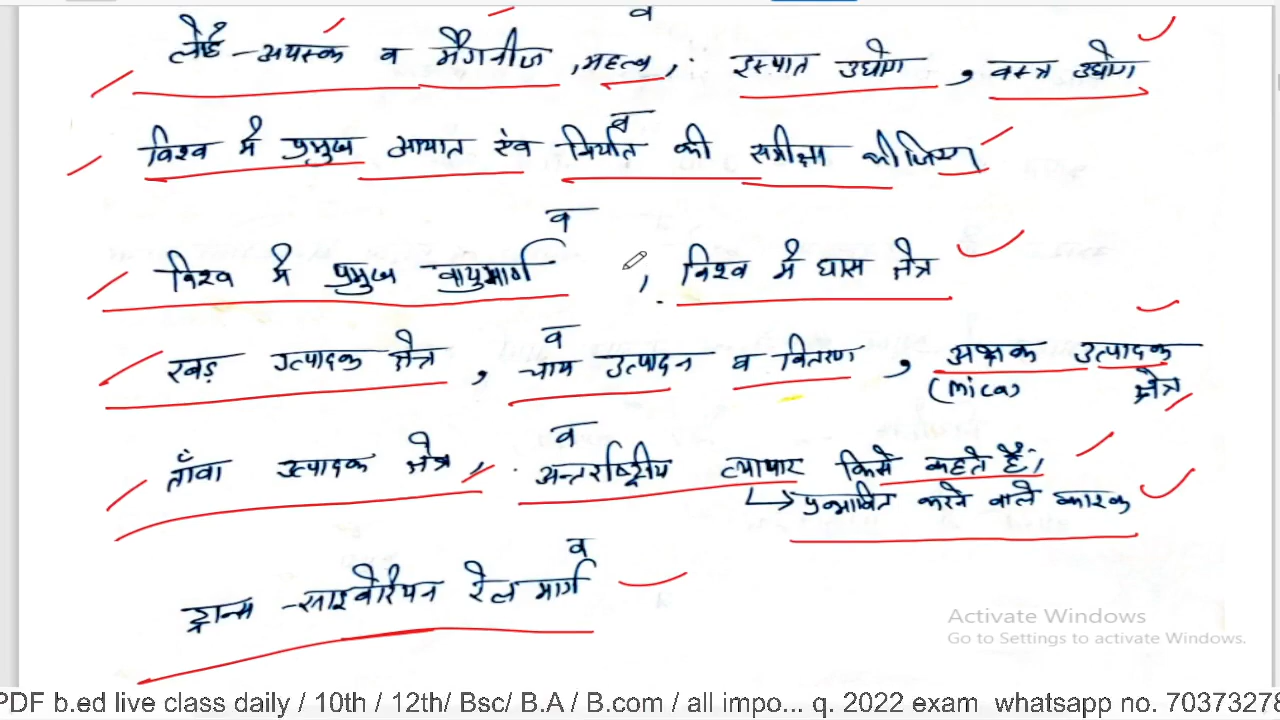 व
लौह -अयस्क व मैंगनीज , महत्व , इस्पात उद्योग , वस्त्र उद्योग
व
विश्व में प्रमुख आयात एंव निर्यात की समीक्षा कीजिए।
व
विश्व में प्रमुख वायुमार्ग , विश्व में घास क्षेत्र
व
रबड़ उत्पादक क्षेत्र , चाय उत्पादन व वितरण , अभ्रक उत्पादक
(mica) क्षेत्र
व
ताँबा उत्पादक क्षेत्र , अन्तर्राष्ट्रीय व्यापार किसे कहते हैं।
↳ प्रभावित करने वाले कारक
व
ट्रान्स -साइबेरियन रेल मार्ग
Activate Windows
Go to Settings to activate Windows.
PDF b.ed live class daily / 10th / 12th/ Bsc/ B.A / B.com / all impo... q. 2022 exam whatsapp no. 70373278